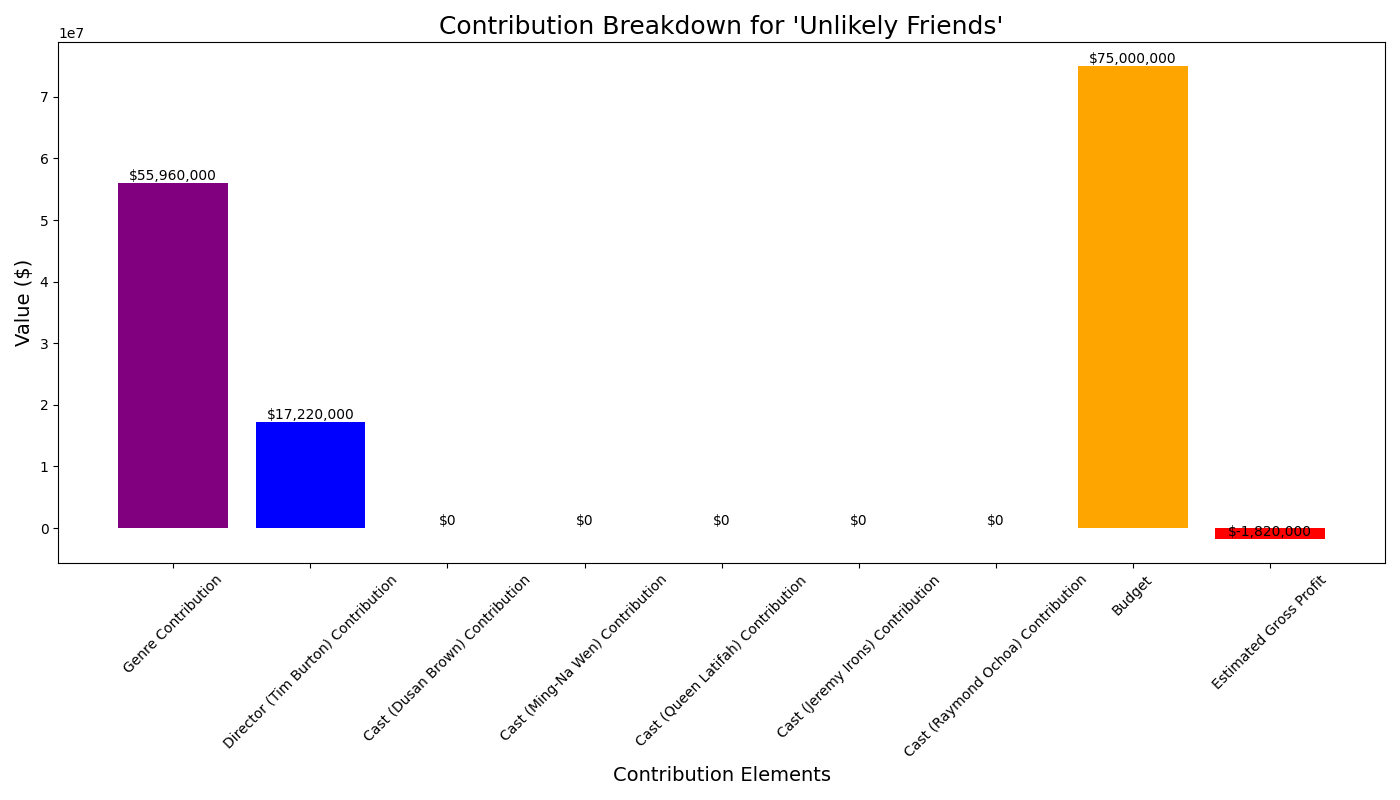 Contribution Breakdown for 'Unlikely Friends'
1e7
Value ($)
7
6
5
4
3
2
1
0
$55,960,000
$17,220,000
$0
$0
$0
$0
$0
$75,000,000
$-1,820,000
Genre Contribution
Director (Tim Burton) Contribution
Cast (Dusan Brown) Contribution
Cast (Ming-Na Wen) Contribution
Cast (Queen Latifah) Contribution
Cast (Jeremy Irons) Contribution
Cast (Raymond Ochoa) Contribution
Budget
Estimated Gross Profit
Contribution Elements